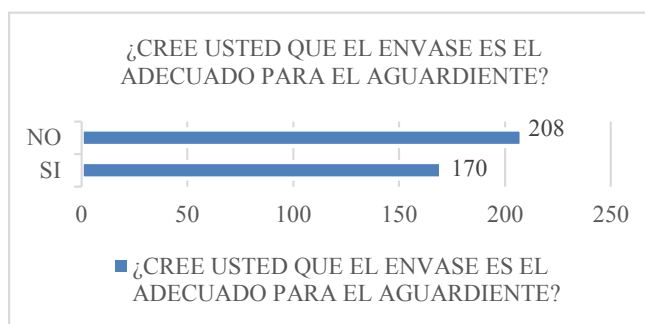 ¿CREE USTED QUE EL ENVASE ES EL
ADECUADO PARA EL AGUARDIENTE?
NO
208
SI
170
0 50 100 150 200 250
¿CREE USTED QUE EL ENVASE ES EL
ADECUADO PARA EL AGUARDIENTE?